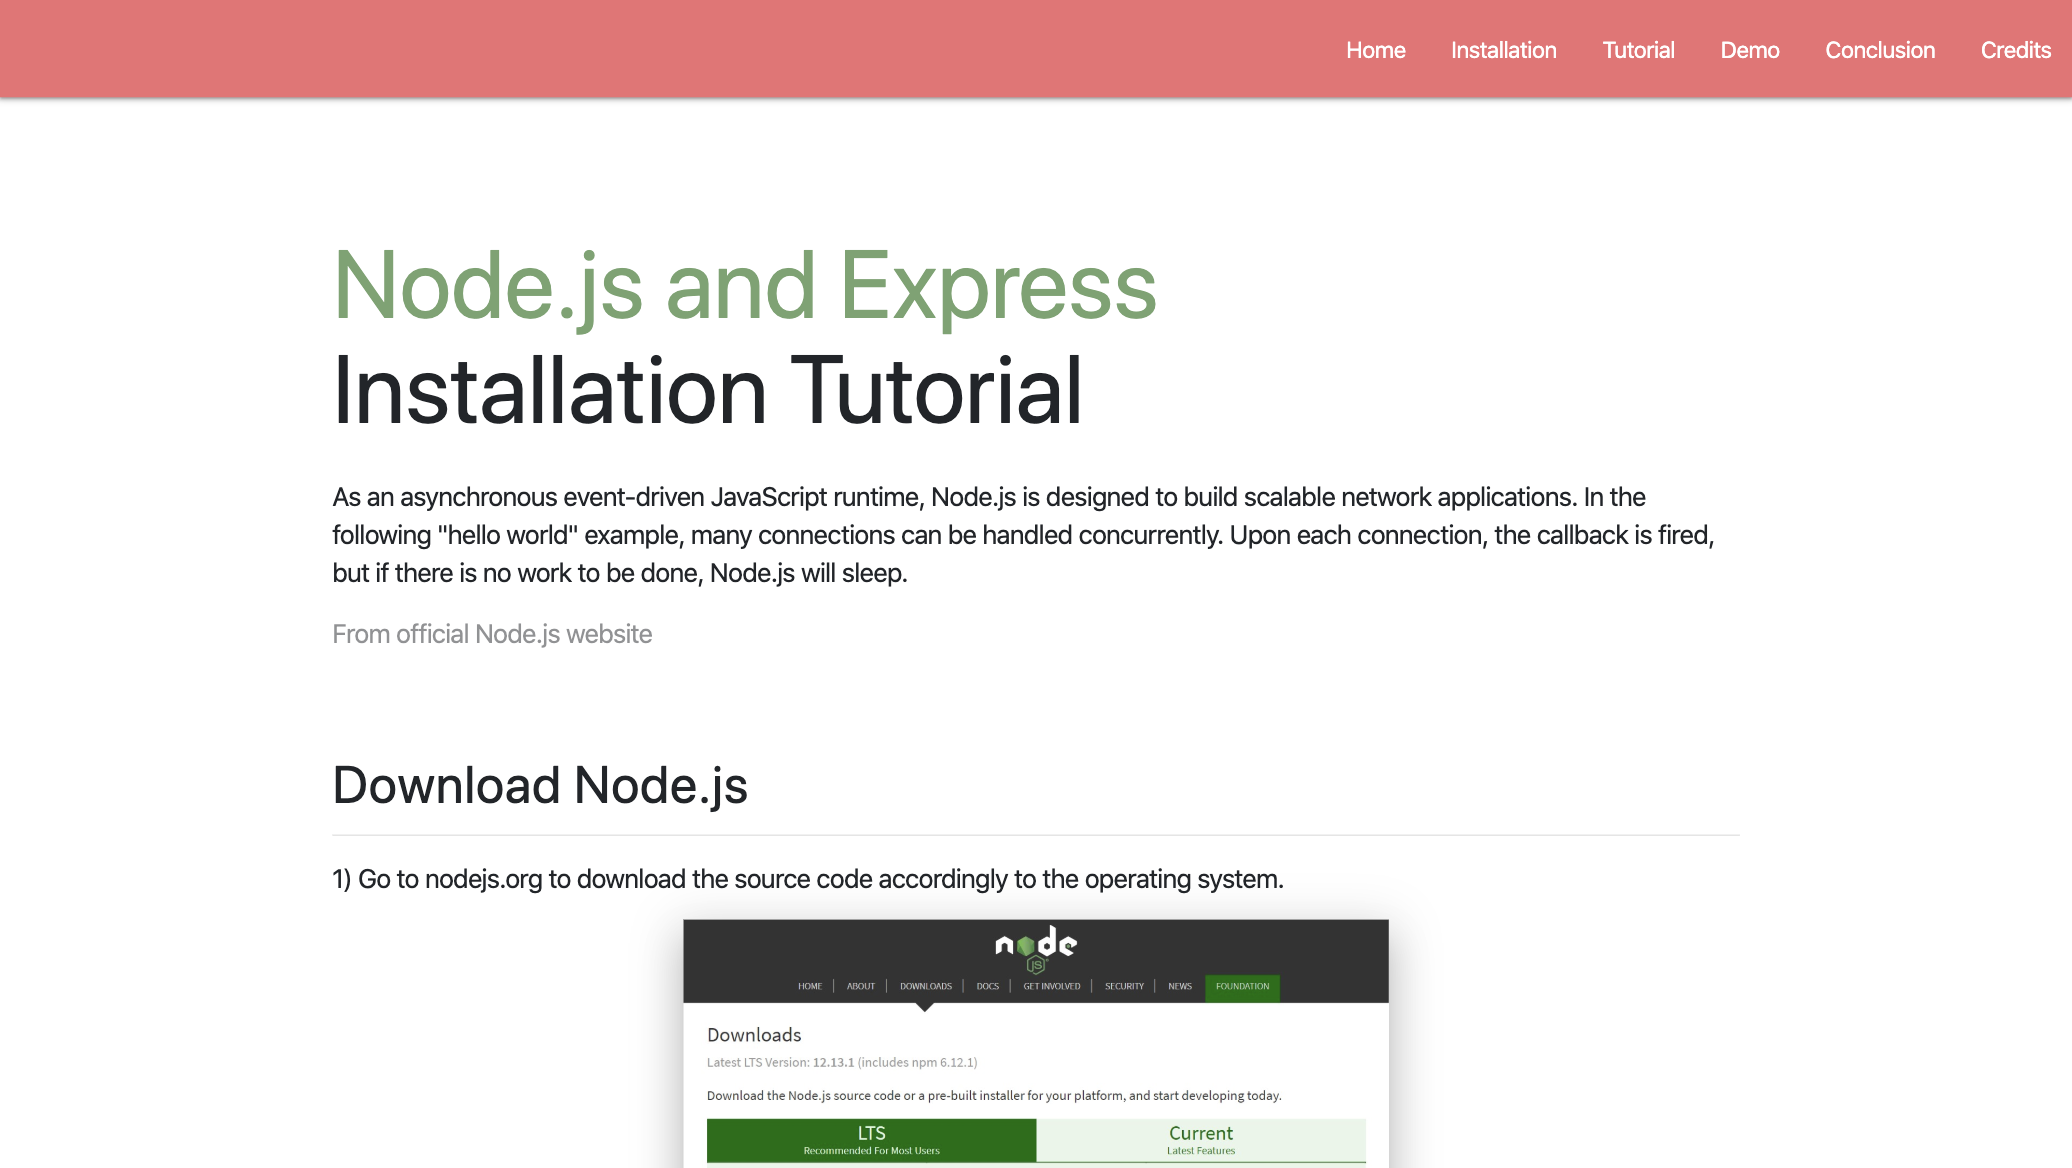 Home Installation Tutorial Demo Conclusion Credits
Node.js and Express
Installation Tutorial
As an asynchronous event-driven JavaScript runtime, Node.js is designed to build scalable network applications. In the
following "hello world" example, many connections can be handled concurrently. Upon each connection, the callback is fired,
but if there is no work to be done, Node.js will sleep.
From official Node.js website
Download Node.js
1) Go to nodejs.org to download the source code accordingly to the operating system.
node
JS
HOME ABOUT DOWNLOADS DOCS GET INVOLVED SECURITY NEWS FOUNDATION
Downloads
Latest LTS Version: 12.13.1 (includes npm 6.12.1)
Download the Node.js source code or a pre-built installer for your platform, and start developing today.
LTS Current
Recommended For Most Users Latest Features